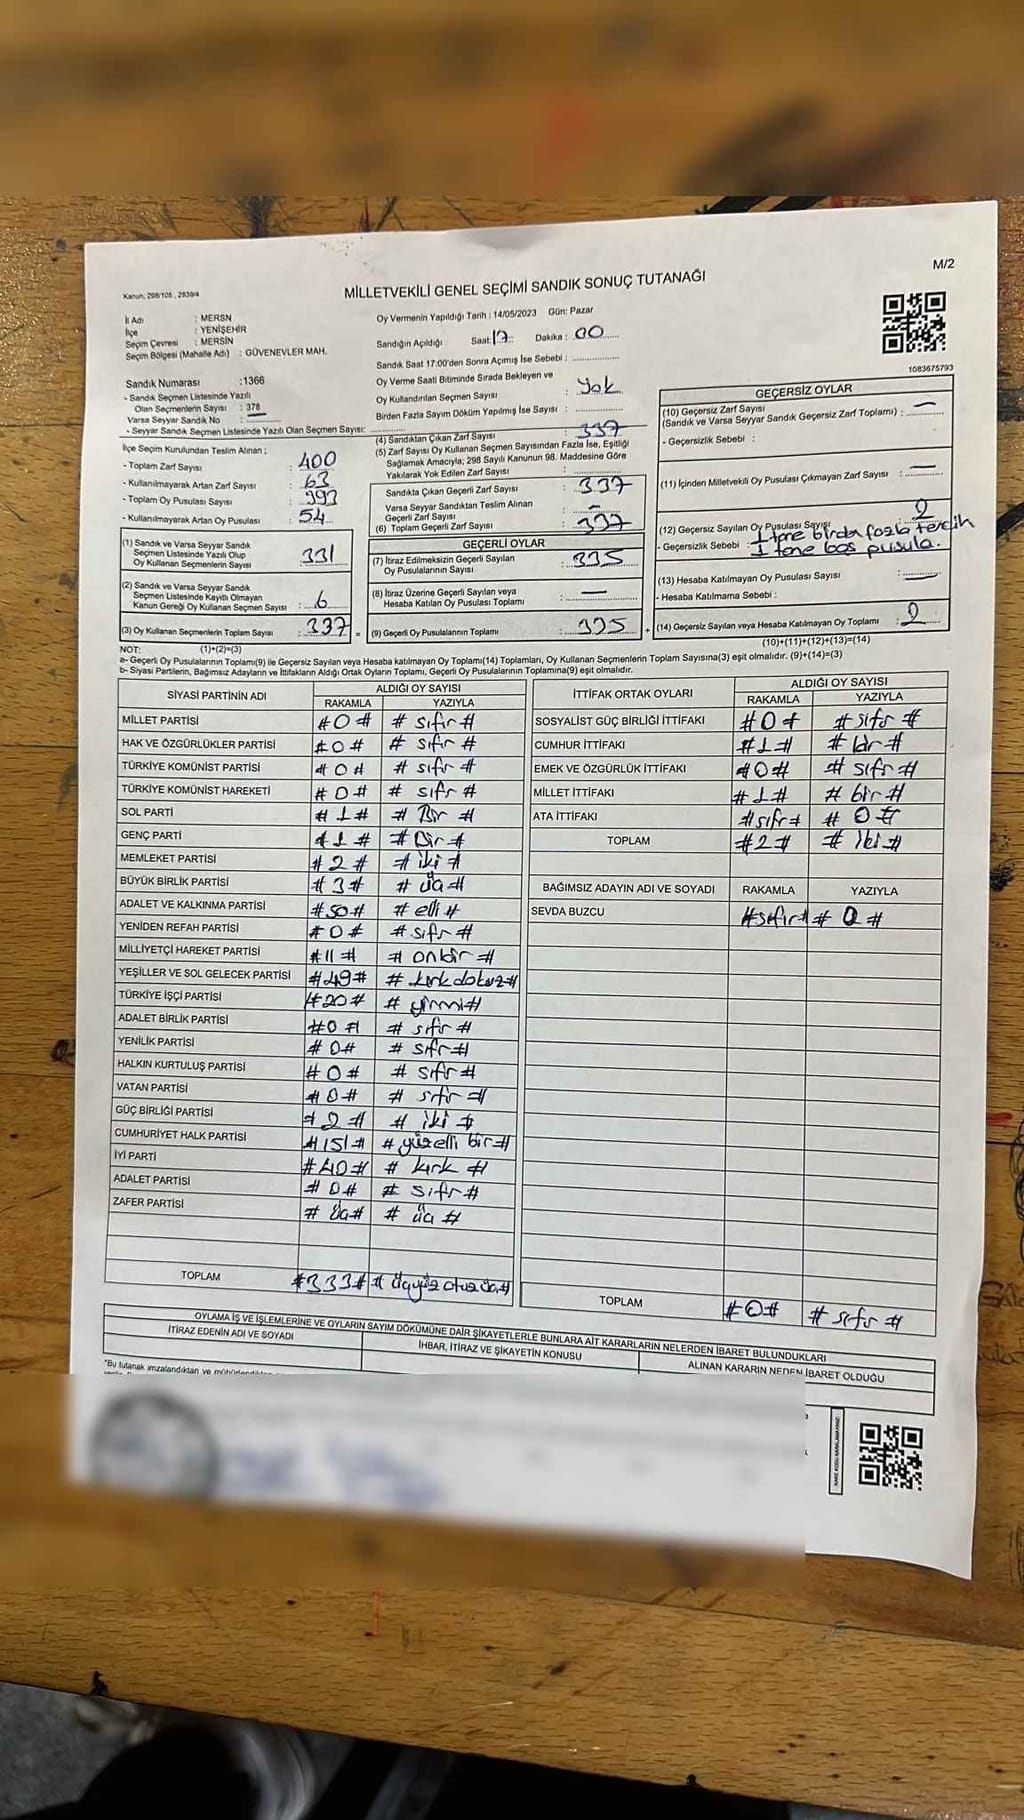 M/2
Kanun, 298/105 , 2839/4
MİLLETVEKİLİ GENEL SEÇİMİ SANDIK SONUÇ TUTANAĞI
İl Adı : MERSN
İlçe : YENİŞEHİR
Seçim Çevresi : MERSİN
Seçim Bölgesi (Mahalle Adı) : GÜVENEVLER MAH.
Sandık Numarası :1366
- Sandık Seçmen Listesinde Yazılı
Olan Seçmenlerin Sayısı : 378
Varsa Seyyar Sandık No
- Seyyar Sandık Seçmen Listesinde Yazılı Olan Seçmen Sayısı:
Oy Vermenin Yapıldığı Tarih : 14/05/2023 Gün: Pazar
Sandığın Açıldığı Saat: 17 Dakika : 00
Sandık Saat 17:00'den Sonra Açılmış İse Sebebi :
Oy Verme Saati Bitiminde Sırada Bekleyen ve
Oy Kullandırılan Seçmen Sayısı : Yok
Birden Fazla Sayım Döküm Yapılmış İse Sayısı :
1083675793
İlçe Seçim Kurulundan Teslim Alınan ;
- Toplam Zarf Sayısı : 400
- Kullanılmayarak Artan Zarf Sayısı : 63
- Toplam Oy Pusulası Sayısı :
- Kullanılmayarak Artan Oy Pusulası : 54
(1) Sandık ve Varsa Seyyar Sandık
Seçmen Listesinde Yazılı Olup
Oy Kullanan Seçmenlerin Sayısı : 331
(2) Sandık ve Varsa Seyyar Sandık
Seçmen Listesinde Kayıtlı Olmayan
Kanun Gereği Oy Kullanan Seçmen Sayısı : 6
(3) Oy Kullanan Seçmenlerin Toplam Sayısı : 337
(1)+(2)=(3)
(4) Sandıktan Çıkan Zarf Sayısı : 337
(5) Zarf Sayısı Oy Kullanan Seçmen Sayısından Fazla İse, Eşitliği
Sağlamak Amacıyla; 298 Sayılı Kanunun 98. Maddesine Göre
Yakılarak Yok Edilen Zarf Sayısı :
Sandıkta Çıkan Geçerli Zarf Sayısı : 337
Varsa Seyyar Sandıktan Teslim Alınan
Geçerli Zarf Sayısı : -
(6) Toplam Geçerli Zarf Sayısı : 337
GEÇERLİ OYLAR
(7) İtiraz Edilmeksizin Geçerli Sayılan
Oy Pusulalarının Sayısı : 335
(8) İtiraz Üzerine Geçerli Sayılan veya
Hesaba Katılan Oy Pusulası Toplamı : -
= (9) Geçerli Oy Pusulalarının Toplamı : 335
GEÇERSİZ OYLAR
(10) Geçersiz Zarf Sayısı
(Sandık ve Varsa Seyyar Sandık Geçersiz Zarf Toplamı) : -
- Geçersizlik Sebebi :
(11) İçinden Milletvekili Oy Pusulası Çıkmayan Zarf Sayısı : -
(12) Geçersiz Sayılan Oy Pusulası Sayısı : 2
- Geçersizlik Sebebi : 1 tane birden fazla tercih
1 tane boş pusula.
(13) Hesaba Katılmayan Oy Pusulası Sayısı : -
- Hesaba Katılmama Sebebi :
+ (14) Geçersiz Sayılan veya Hesaba Katılmayan Oy Toplamı : 2
(10)+(11)+(12)+(13)=(14)
NOT:
a- Geçerli Oy Pusulalarının Toplamı(9) ile Geçersiz Sayılan veya Hesaba katılmayan Oy Toplamı(14) Toplamları, Oy Kullanan Seçmenlerin Toplam Sayısına(3) eşit olmalıdır. (9)+(14)=(3)
b- Siyasi Partilerin, Bağımsız Adayların ve İttifakların Aldığı Ortak Oyların Toplamı, Geçerli Oy Pusulalarının Toplamına(9) eşit olmalıdır.
SİYASİ PARTİNİN ADI ALDIĞI OY SAYISI
RAKAMLA YAZIYLA
MİLLET PARTİSİ #0# #sıfır#
HAK VE ÖZGÜRLÜKLER PARTİSİ #0# #sıfır#
TÜRKİYE KOMÜNİST PARTİSİ #0# #sıfır#
TÜRKİYE KOMÜNİST HAREKETİ #0# #sıfır#
SOL PARTİ #1# #Bir#
GENÇ PARTİ #1# #Bir#
MEMLEKET PARTİSİ #2# #iki#
BÜYÜK BİRLİK PARTİSİ #3# #üç#
ADALET VE KALKINMA PARTİSİ #50# #elli#
YENİDEN REFAH PARTİSİ #0# #sıfır#
MİLLİYETÇİ HAREKET PARTİSİ #11# #onbir#
YEŞİLLER VE SOL GELECEK PARTİSİ #49# #kırkdokuz#
TÜRKİYE İŞÇİ PARTİSİ #20# #yirmi#
ADALET BİRLİK PARTİSİ #0# #sıfır#
YENİLİK PARTİSİ #0# #sıfır#
HALKIN KURTULUŞ PARTİSİ #0# #sıfır#
VATAN PARTİSİ #0# #sıfır#
GÜÇ BİRLİĞİ PARTİSİ #2# #iki#
CUMHURİYET HALK PARTİSİ #151# #yüzelli bir#
İYİ PARTİ #40# #kırk#
ADALET PARTİSİ #0# #sıfır#
ZAFER PARTİSİ #üç# #üç#
TOPLAM #333# #üçyüz otuz üç#
İTTİFAK ORTAK OYLARI ALDIĞI OY SAYISI
RAKAMLA YAZIYLA
SOSYALİST GÜÇ BİRLİĞİ İTTİFAKI #0# #sıfır#
CUMHUR İTTİFAKI #1# #bir#
EMEK VE ÖZGÜRLÜK İTTİFAKI #0# #sıfır#
MİLLET İTTİFAKI #1# #bir#
ATA İTTİFAKI #sıfır# #0#
TOPLAM #2# #iki#
BAĞIMSIZ ADAYIN ADI VE SOYADI RAKAMLA YAZIYLA
SEVDA BUZCU #sıfır# #0#
TOPLAM #0# #sıfır#
OYLAMA İŞ VE İŞLEMLERİNE VE OYLARIN SAYIM DÖKÜMÜNE DAİR ŞİKAYETLERLE BUNLARA AİT KARARLARIN NELERDEN İBARET BULUNDUKLARI
İTİRAZ EDENİN ADI VE SOYADI İHBAR, İTİRAZ VE ŞİKAYETİN KONUSU ALINAN KARARIN NEDEN İBARET OLDUĞU
"Bu tutanak imzalandıktan ve